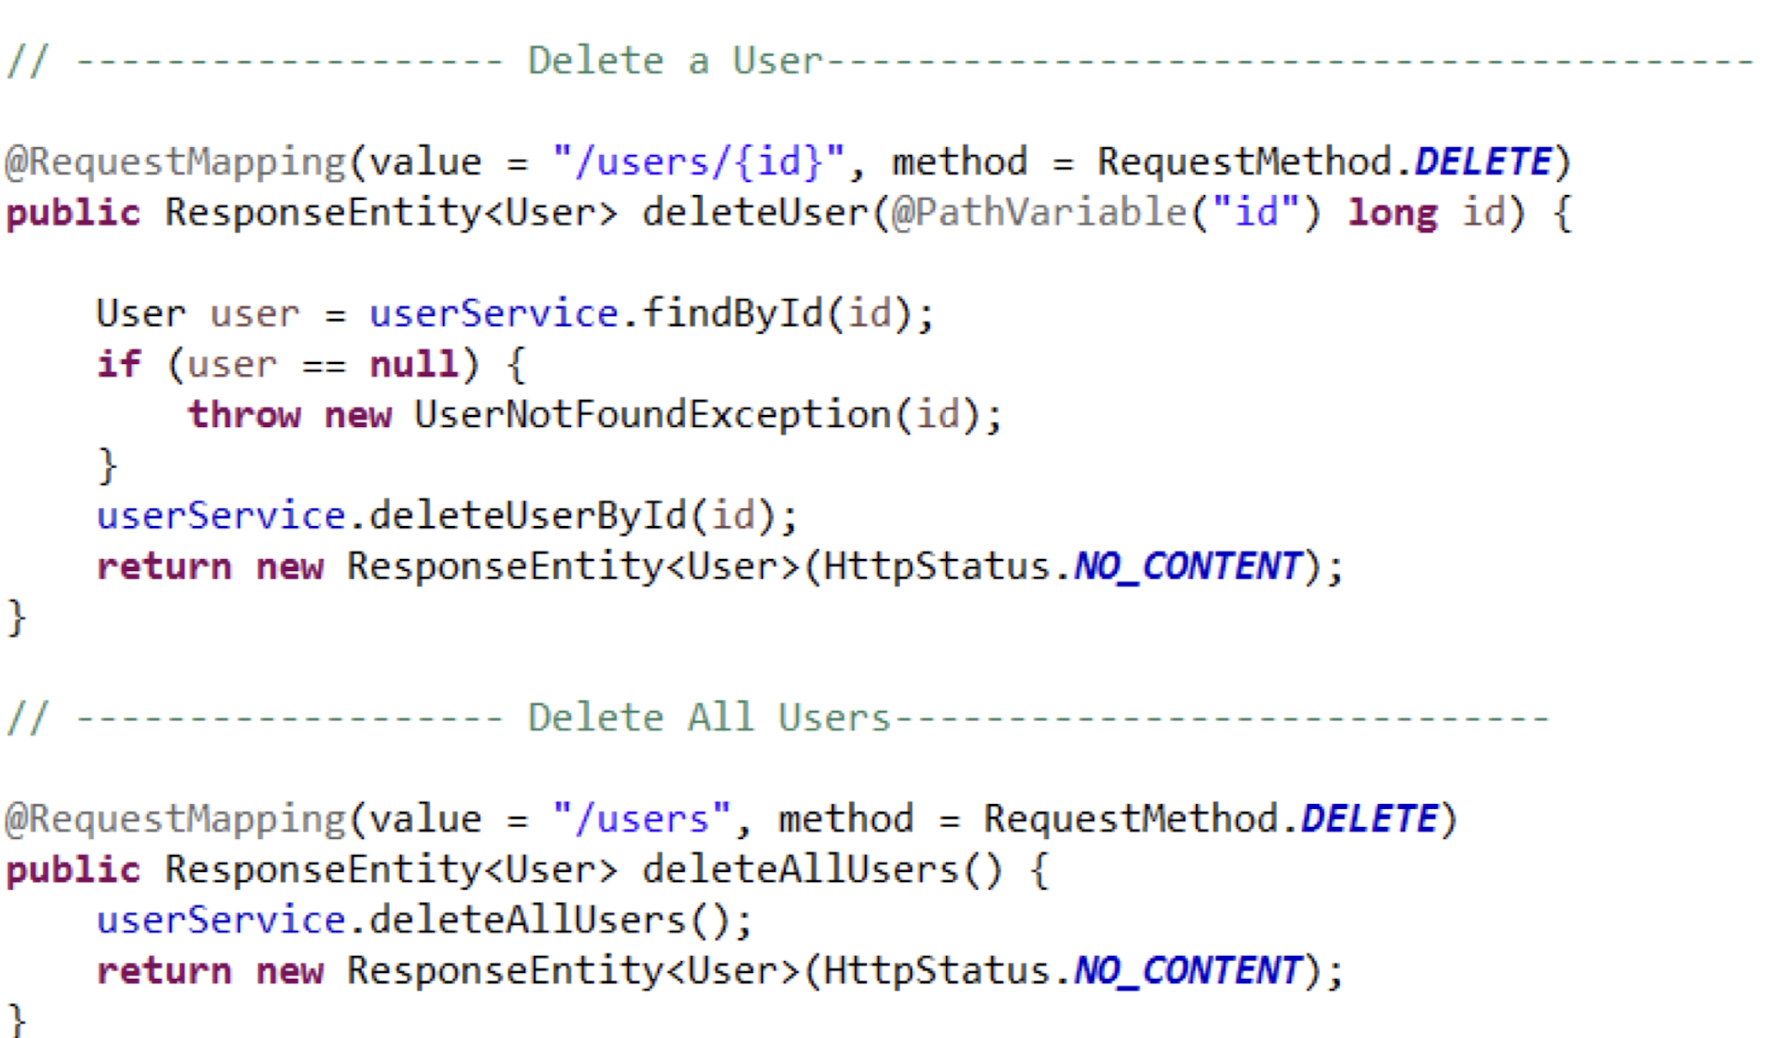 // ------------------- Delete a User-----------------------------------------
@RequestMapping(value = "/users/{id}", method = RequestMethod.DELETE)
public ResponseEntity<User> deleteUser(@PathVariable("id") long id) {
User user = userService.findById(id);
if (user == null) {
throw new UserNotFoundException(id);
}
userService.deleteUserById(id);
return new ResponseEntity<User>(HttpStatus.NO_CONTENT);
}
// ------------------- Delete All Users-----------------------------
@RequestMapping(value = "/users", method = RequestMethod.DELETE)
public ResponseEntity<User> deleteAllUsers() {
userService.deleteAllUsers();
return new ResponseEntity<User>(HttpStatus.NO_CONTENT);
}